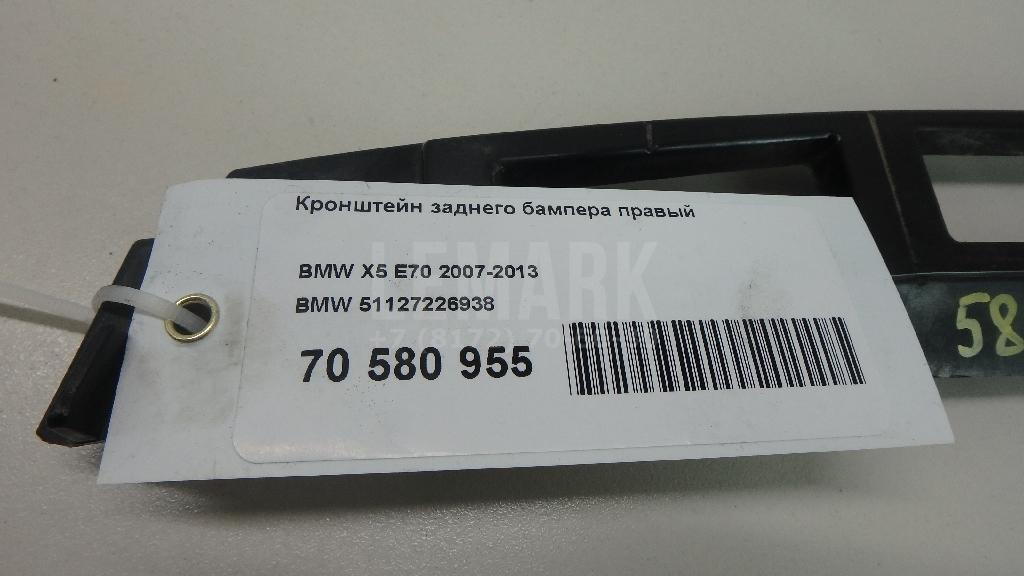 Кронштейн заднего бампера правый
LEMARK
BMW X5 E70 2007-2013
BMW 51127226938
70 580 955
58